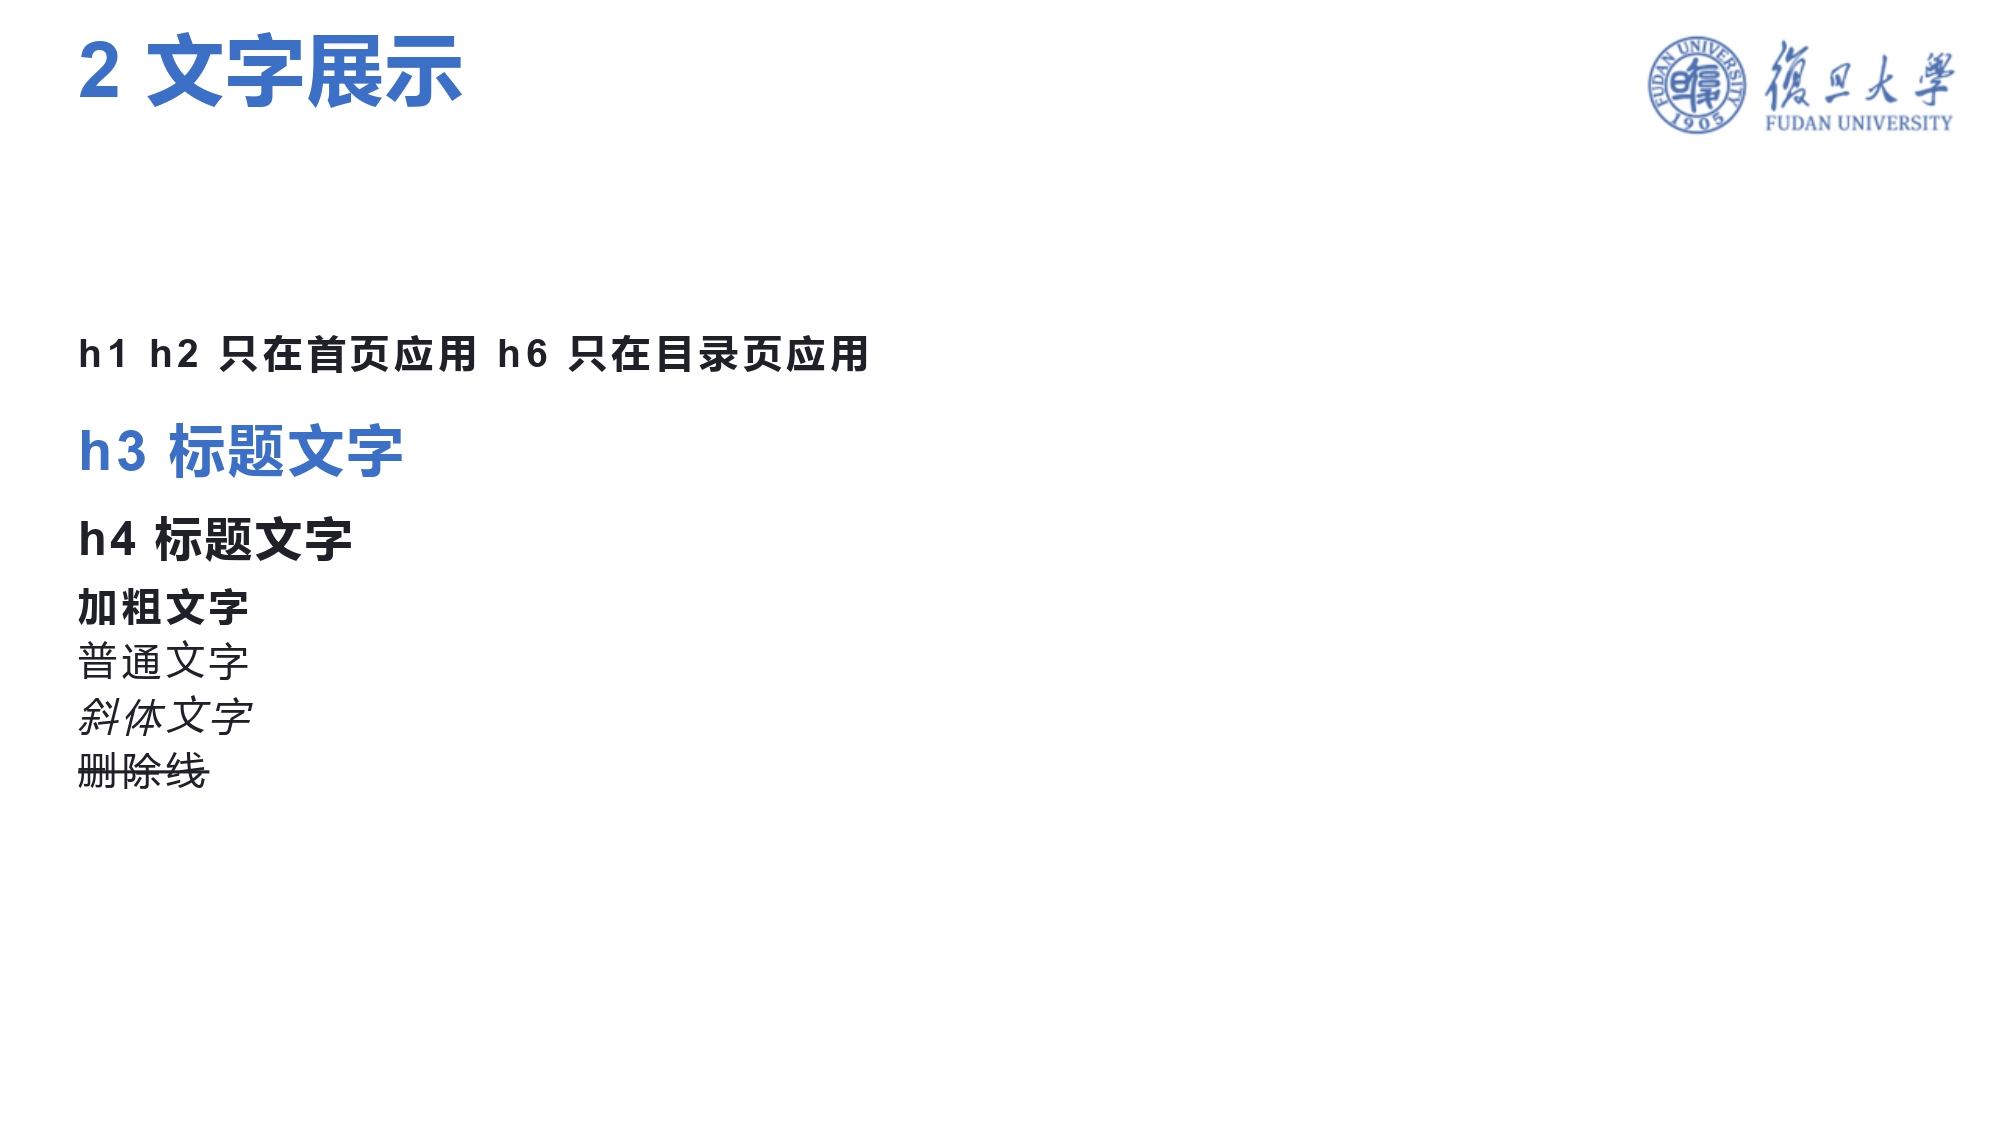 2 文字展示
FUDAN UNIVERSITY
1905
復旦大學
FUDAN UNIVERSITY
h1 h2 只在首页应用 h6 只在目录页应用
h3 标题文字
h4 标题文字
加粗文字
普通文字
斜体文字
删除线